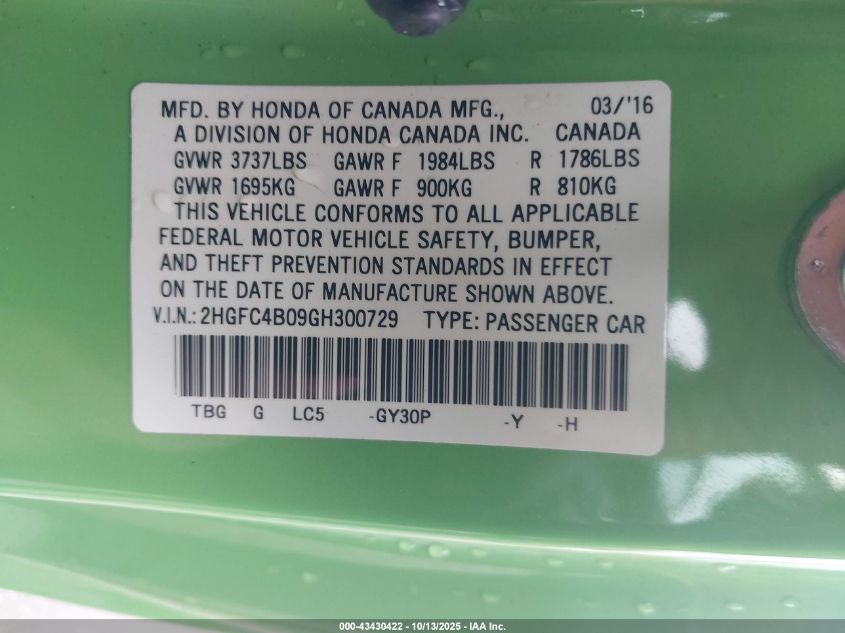 MFD. BY HONDA OF CANADA MFG., 03/'16
A DIVISION OF HONDA CANADA INC. CANADA
GVWR 3737LBS GAWR F 1984LBS R 1786LBS
GVWR 1695KG GAWR F 900KG R 810KG
THIS VEHICLE CONFORMS TO ALL APPLICABLE
FEDERAL MOTOR VEHICLE SAFETY, BUMPER,
AND THEFT PREVENTION STANDARDS IN EFFECT
ON THE DATE OF MANUFACTURE SHOWN ABOVE.
V.I.N.: 2HGFC4B09GH300729 TYPE: PASSENGER CAR
TBG G LC5 -GY30P -Y -H
000-43430422 | 10/13/2025 - IAA Inc.